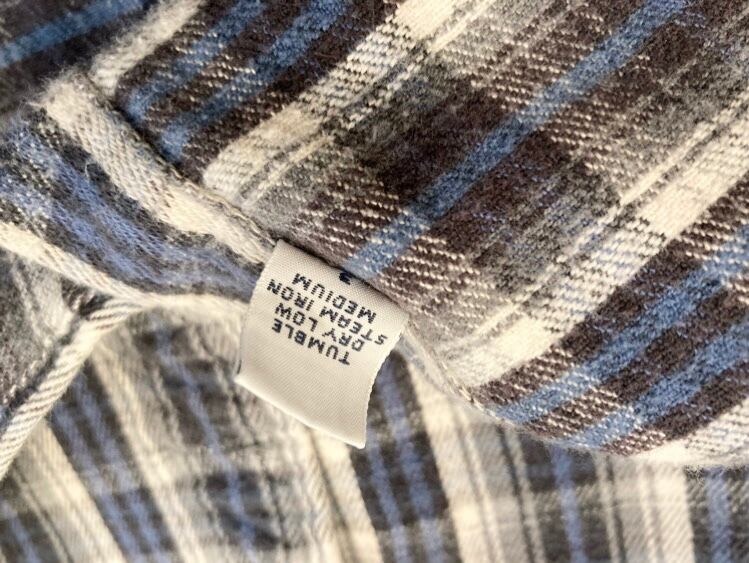 TUMBLE
DRY LOW
STEAM IRON
MEDIUM